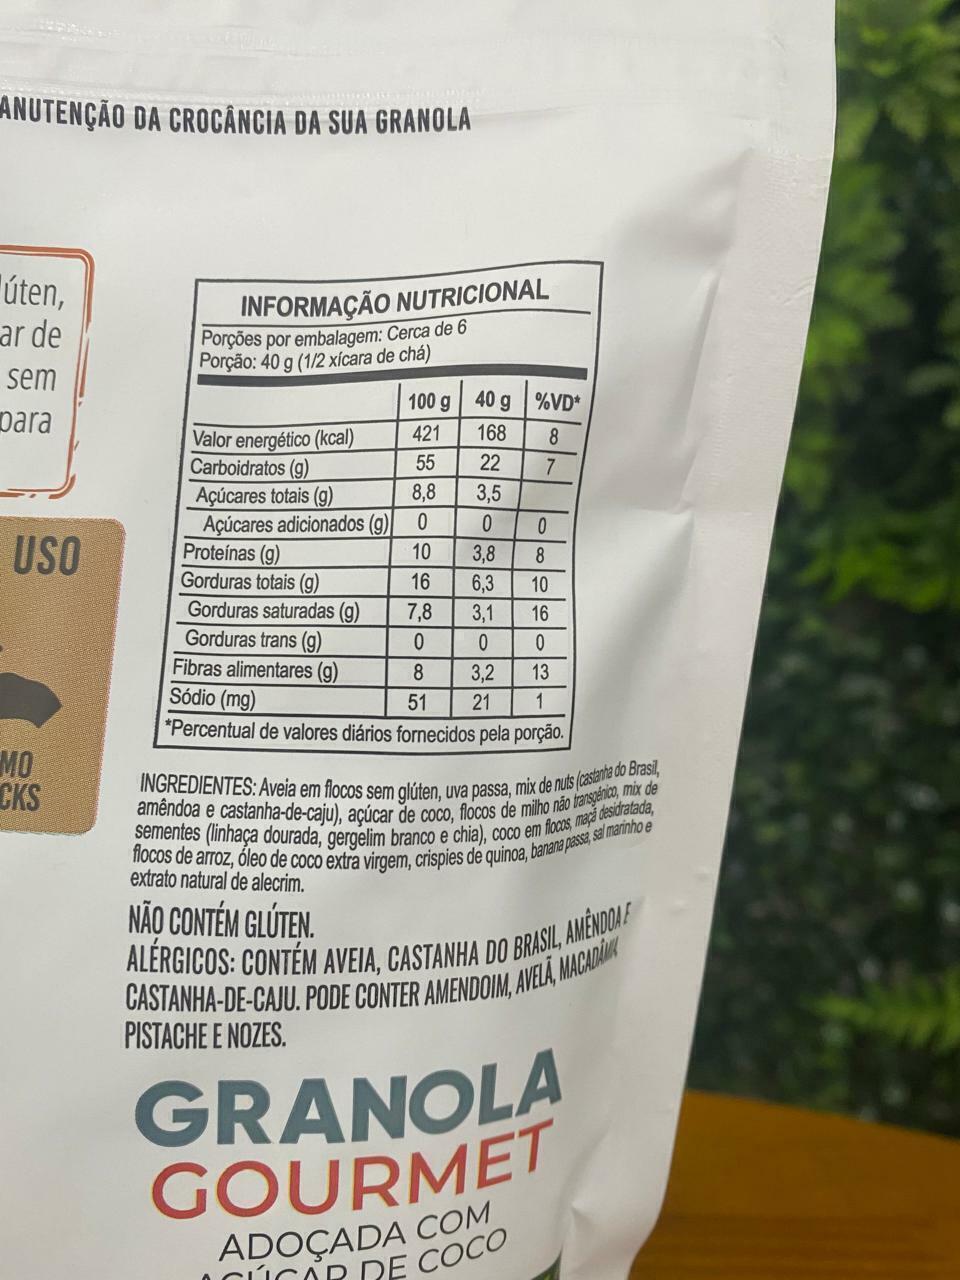 ANUTENÇÃO DA CROCÂNCIA DA SUA GRANOLA
lúten,
ar de
sem
para
USO
MO
CKS
INFORMAÇÃO NUTRICIONAL
Porções por embalagem: Cerca de 6
Porção: 40 g (1/2 xícara de chá)
100 g 40 g %VD*
Valor energético (kcal) 421 168 8
Carboidratos (g) 55 22 7
Açúcares totais (g) 8,8 3,5
Açúcares adicionados (g) 0 0 0
Proteínas (g) 10 3,8 8
Gorduras totais (g) 16 6,3 10
Gorduras saturadas (g) 7,8 3,1 16
Gorduras trans (g) 0 0 0
Fibras alimentares (g) 8 3,2 13
Sódio (mg) 51 21 1
*Percentual de valores diários fornecidos pela porção.
INGREDIENTES: Aveia em flocos sem glúten, uva passa, mix de nuts (castanha do Brasil,
amêndoa e castanha-de-caju), açúcar de coco, flocos de milho não transgênico, mix de
sementes (linhaça dourada, gergelim branco e chia), coco em flocos, maçã desidratada,
flocos de arroz, óleo de coco extra virgem, crispies de quinoa, banana passa, sal marinho e
extrato natural de alecrim.
NÃO CONTÉM GLÚTEN.
ALÉRGICOS: CONTÉM AVEIA, CASTANHA DO BRASIL, AMÊNDOA E
CASTANHA-DE-CAJU. PODE CONTER AMENDOIM, AVELÃ, MACADÂMIA,
PISTACHE E NOZES.
GRANOLA
GOURMET
ADOÇADA COM
AÇÚCAR DE COCO